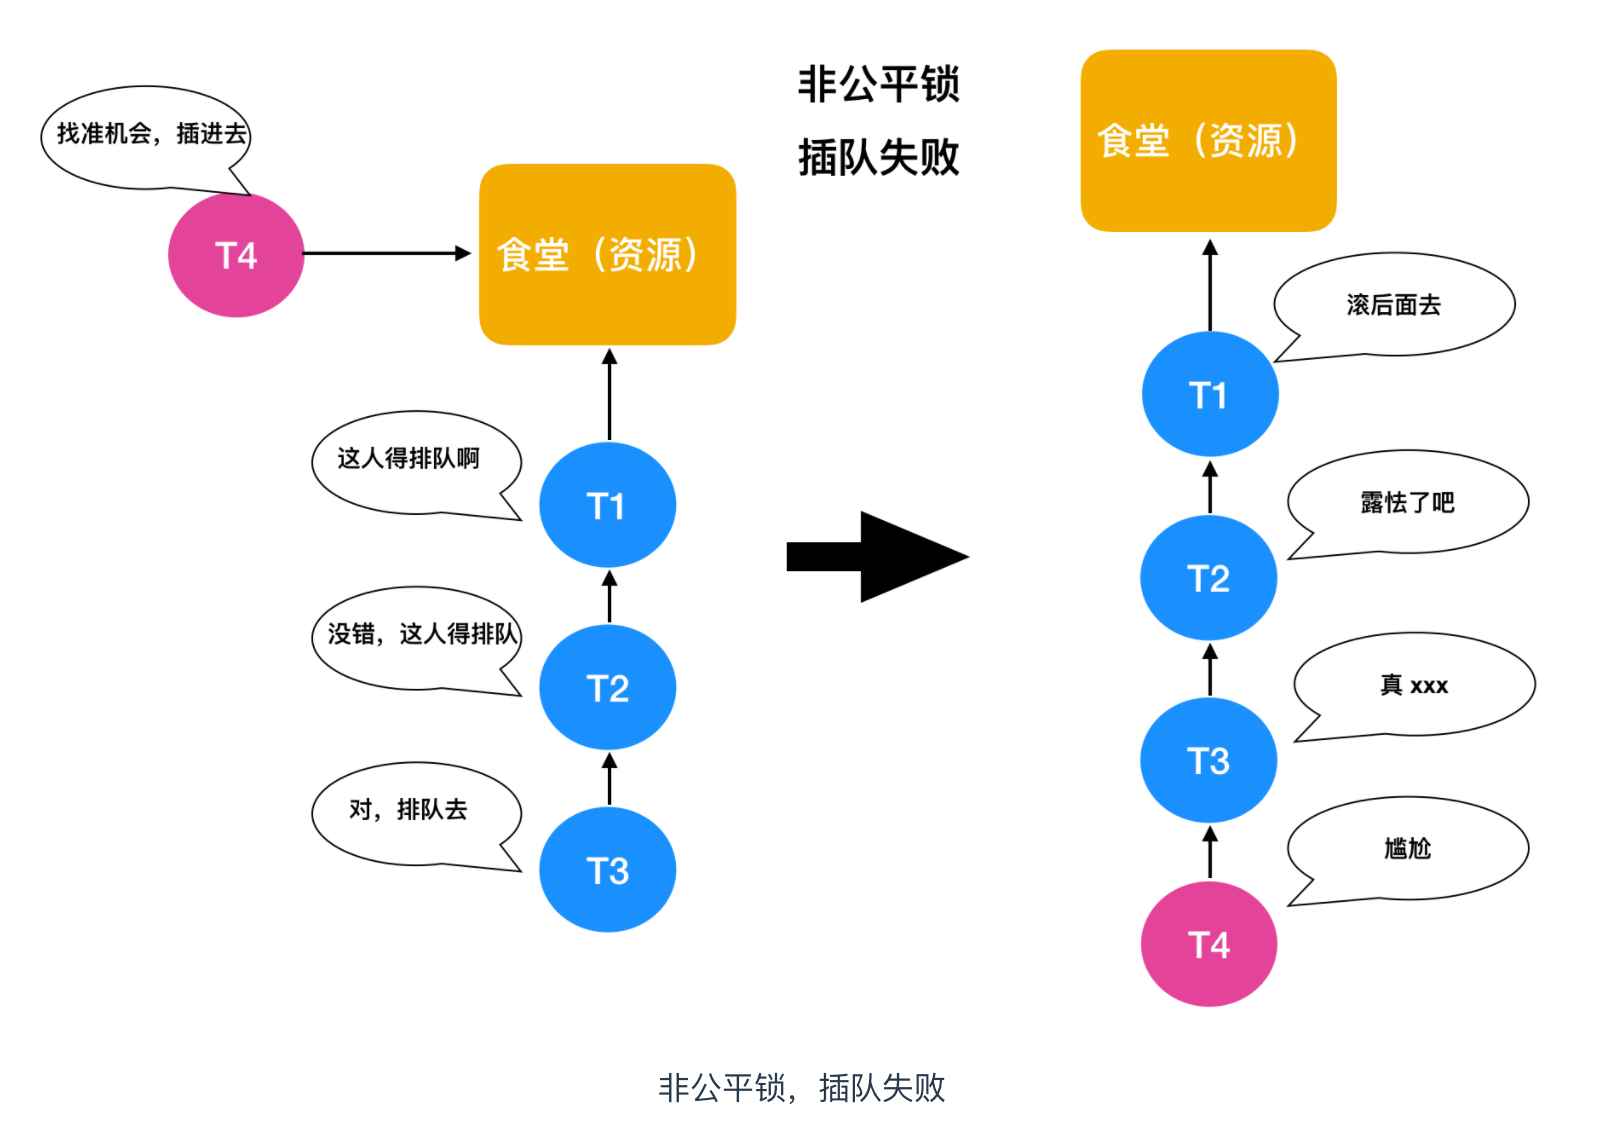 非公平锁
插队失败
找准机会，插进去
T4
食堂（资源）
这人得排队啊
T1
没错，这人得排队
T2
对，排队去
T3
食堂（资源）
滚后面去
T1
露怯了吧
T2
真 xxx
T3
尴尬
T4
非公平锁，插队失败